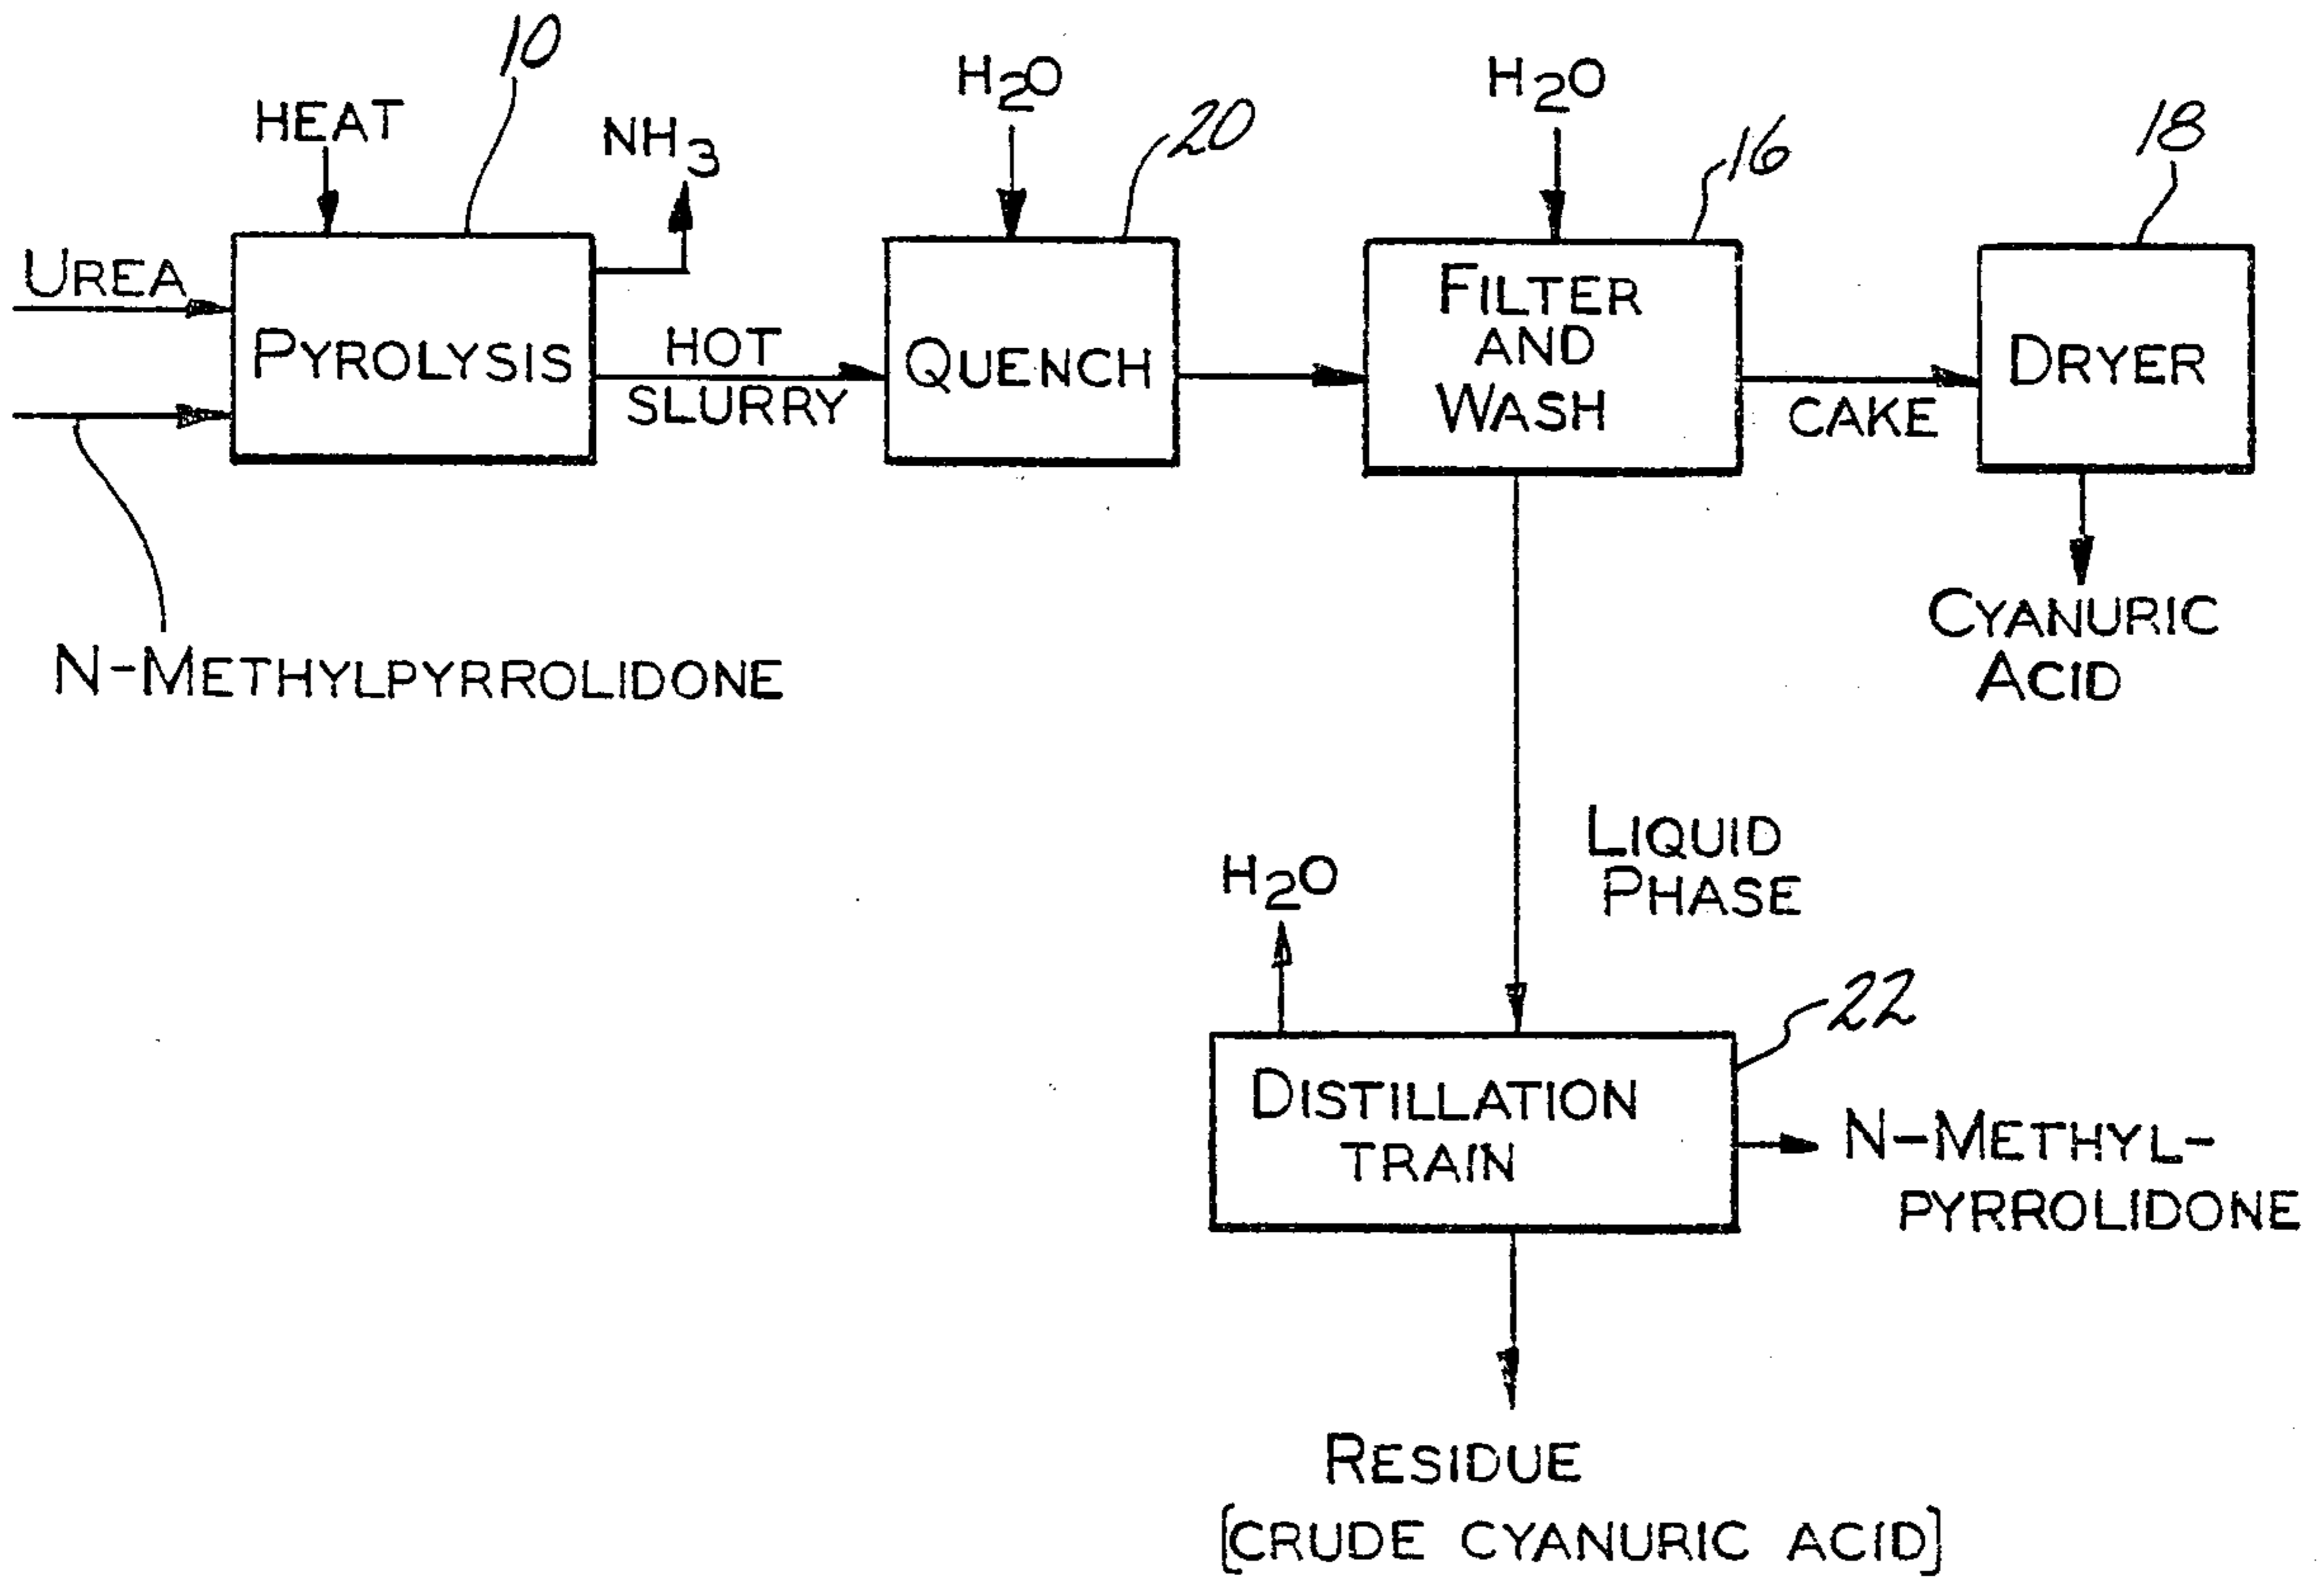 10
HEAT
NH3
H2O
20
H2O
16
18
UREA
PYROLYSIS
HOT
SLURRY
QUENCH
FILTER
AND
WASH
CAKE
DRYER
N-METHYLPYRROLIDONE
CYANURIC
ACID
LIQUID
PHASE
H2O
22
DISTILLATION
TRAIN
N-METHYL-
PYRROLIDONE
RESIDUE
[CRUDE CYANURIC ACID]